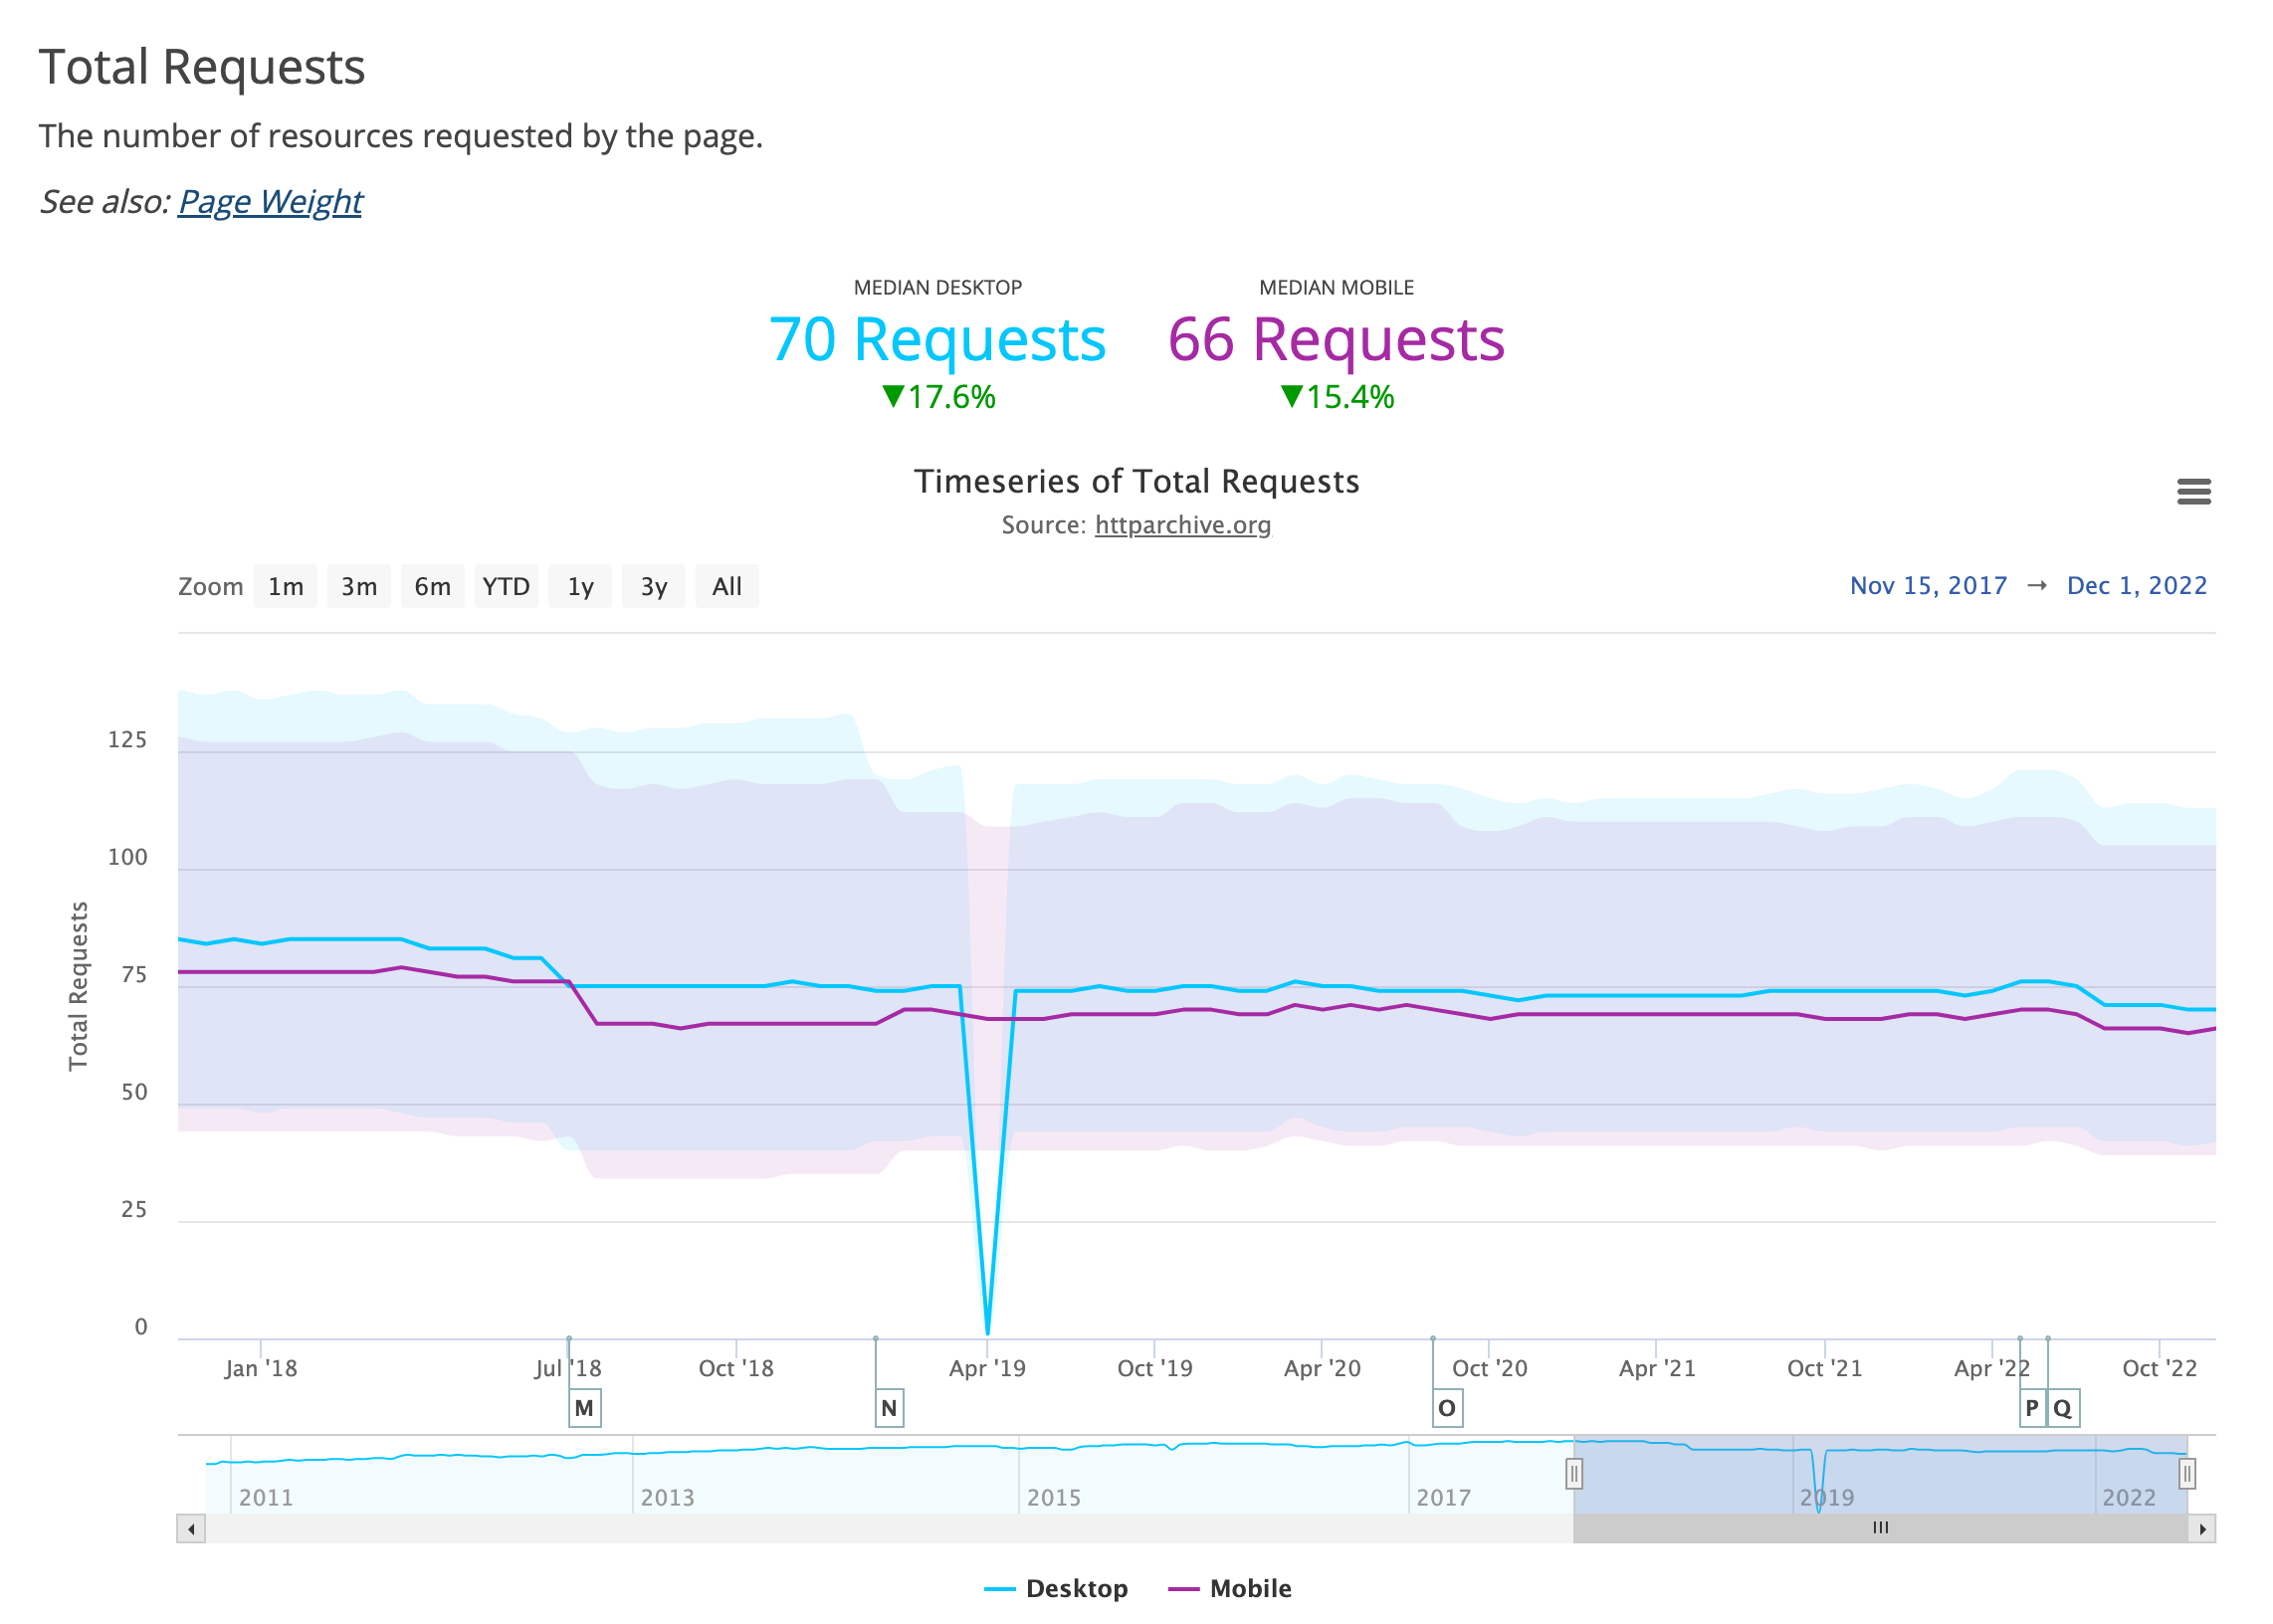 Total Requests
The number of resources requested by the page.
See also: Page Weight
MEDIAN DESKTOP
70 Requests
▼17.6%
MEDIAN MOBILE
66 Requests
▼15.4%
Timeseries of Total Requests
Source: httparchive.org
Zoom 1m 3m 6m YTD 1y 3y All
Nov 15, 2017 → Dec 1, 2022
Total Requests
125
100
75
50
25
0
Jan '18 Jul '18 Oct '18 Apr '19 Oct '19 Apr '20 Oct '20 Apr '21 Oct '21 Apr '22 Oct '22
M N O P Q
2011 2013 2015 2017 2019 2022
Desktop Mobile